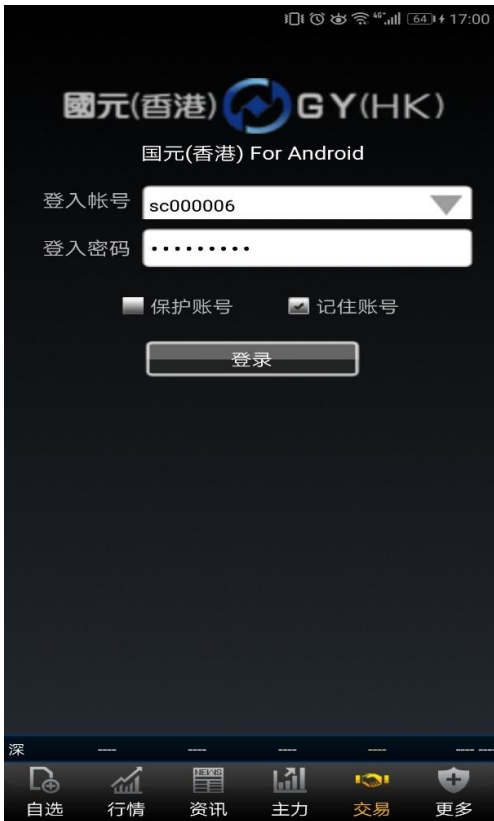 4G 64 17:00
國元(香港) GY(HK)
国元(香港) For Android
登入帐号 sc000006
登入密码 ·········
保护账号 记住账号
登录
深 ---- ---- ---- ---- ---- ----
NEWS
自选 行情 资讯 主力 交易 更多